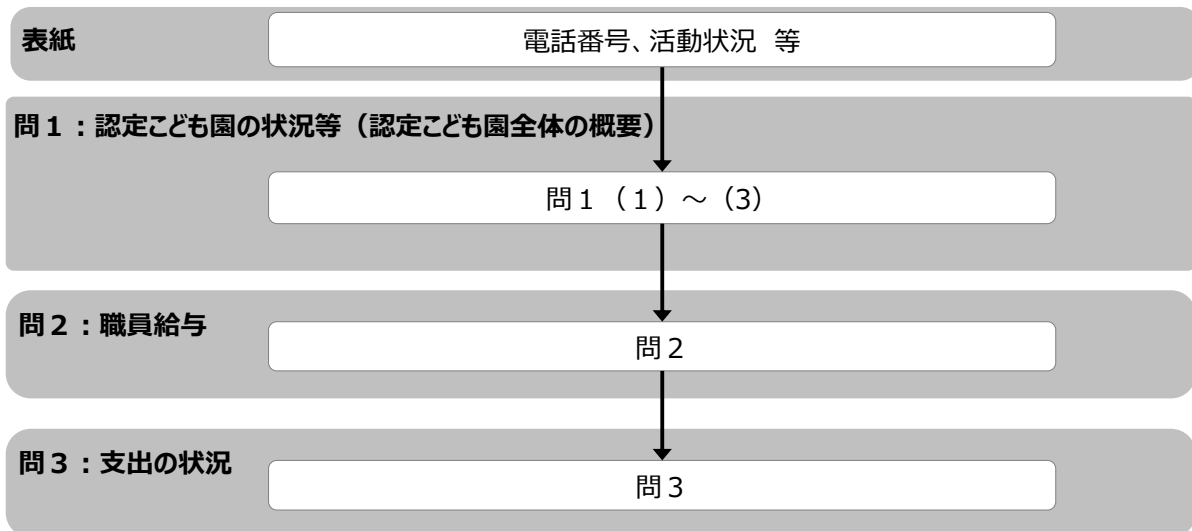 表紙
電話番号、活動状況 等
問１：認定こども園の状況等（認定こども園全体の概要）
問１（１）～（3）
問２：職員給与
問２
問３：支出の状況
問３